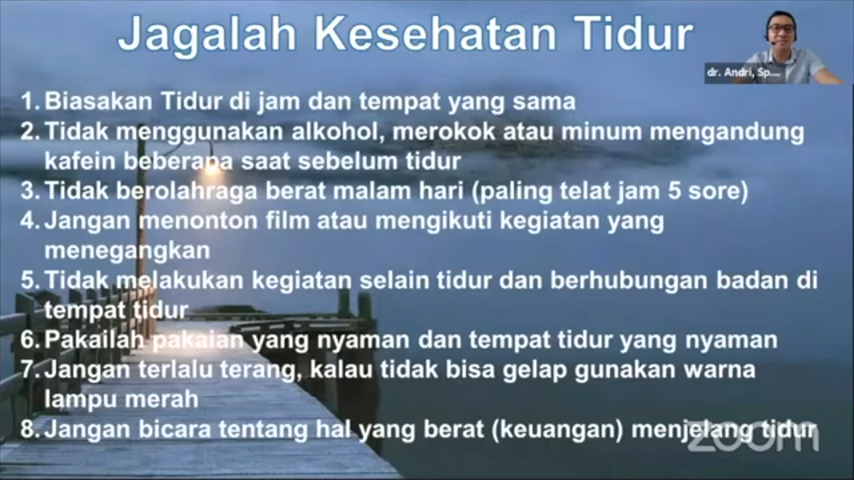 Jagalah Kesehatan Tidur
dr. Andri, Sp....
1. Biasakan Tidur di jam dan tempat yang sama
2. Tidak menggunakan alkohol, merokok atau minum mengandung
kafein beberapa saat sebelum tidur
3. Tidak berolahraga berat malam hari (paling telat jam 5 sore)
4. Jangan menonton film atau mengikuti kegiatan yang
menegangkan
5. Tidak melakukan kegiatan selain tidur dan berhubungan badan di
tempat tidur
6. Pakailah pakaian yang nyaman dan tempat tidur yang nyaman
7. Jangan terlalu terang, kalau tidak bisa gelap gunakan warna
lampu merah
8. Jangan bicara tentang hal yang berat (keuangan) menjelang tidur
zoom